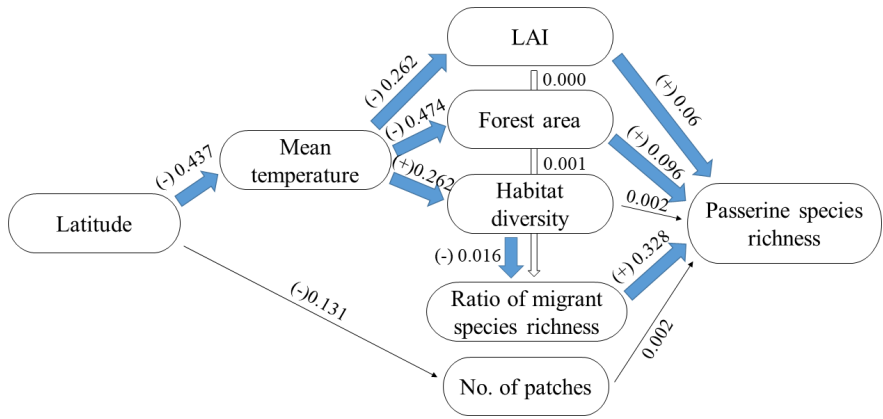 LAI
(-) 0.262
0.000
(+) 0.06
(-) 0.474
Forest area
(+) 0.096
Mean
temperature
(-) 0.437
0.001
(+)0.262
Habitat
diversity
0.002
Latitude
Passerine species
richness
(-) 0.016
(+) 0.328
Ratio of migrant
species richness
(-)0.131
0.002
No. of patches